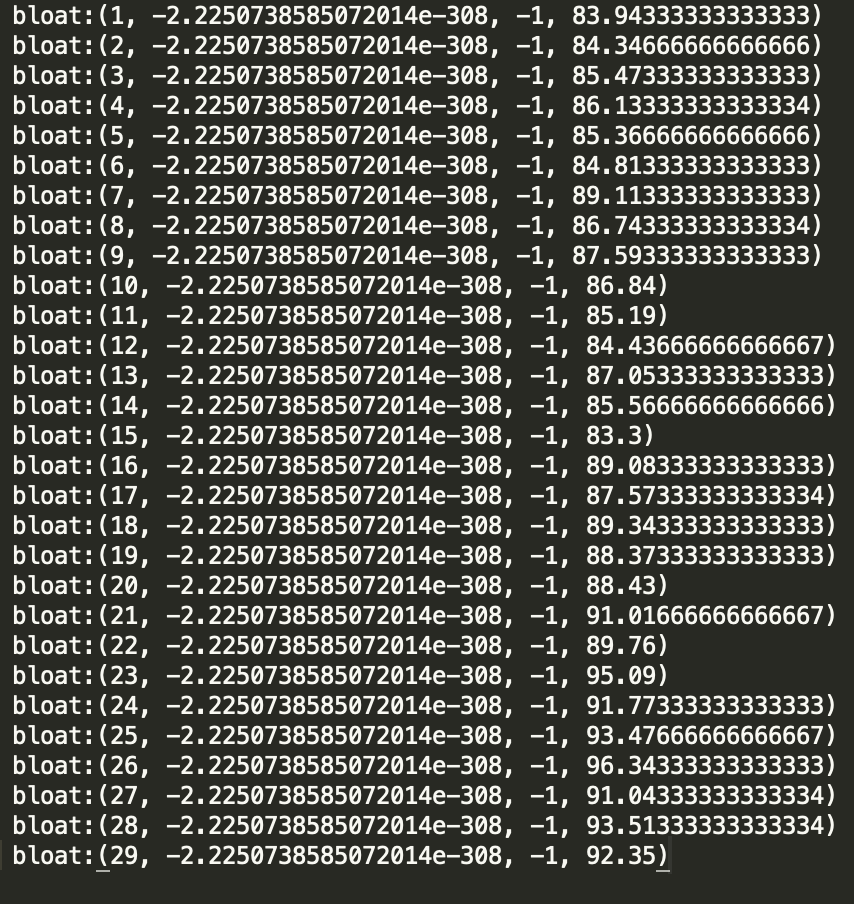 bloat:(1, -2.2250738585072014e-308, -1, 83.94333333333333)
bloat:(2, -2.2250738585072014e-308, -1, 84.34666666666666)
bloat:(3, -2.2250738585072014e-308, -1, 85.47333333333333)
bloat:(4, -2.2250738585072014e-308, -1, 86.13333333333334)
bloat:(5, -2.2250738585072014e-308, -1, 85.36666666666666)
bloat:(6, -2.2250738585072014e-308, -1, 84.81333333333333)
bloat:(7, -2.2250738585072014e-308, -1, 89.11333333333333)
bloat:(8, -2.2250738585072014e-308, -1, 86.74333333333334)
bloat:(9, -2.2250738585072014e-308, -1, 87.59333333333333)
bloat:(10, -2.2250738585072014e-308, -1, 86.84)
bloat:(11, -2.2250738585072014e-308, -1, 85.19)
bloat:(12, -2.2250738585072014e-308, -1, 84.43666666666667)
bloat:(13, -2.2250738585072014e-308, -1, 87.05333333333333)
bloat:(14, -2.2250738585072014e-308, -1, 85.56666666666666)
bloat:(15, -2.2250738585072014e-308, -1, 83.3)
bloat:(16, -2.2250738585072014e-308, -1, 89.08333333333333)
bloat:(17, -2.2250738585072014e-308, -1, 87.57333333333334)
bloat:(18, -2.2250738585072014e-308, -1, 89.34333333333333)
bloat:(19, -2.2250738585072014e-308, -1, 88.37333333333333)
bloat:(20, -2.2250738585072014e-308, -1, 88.43)
bloat:(21, -2.2250738585072014e-308, -1, 91.01666666666667)
bloat:(22, -2.2250738585072014e-308, -1, 89.76)
bloat:(23, -2.2250738585072014e-308, -1, 95.09)
bloat:(24, -2.2250738585072014e-308, -1, 91.77333333333333)
bloat:(25, -2.2250738585072014e-308, -1, 93.47666666666667)
bloat:(26, -2.2250738585072014e-308, -1, 96.34333333333333)
bloat:(27, -2.2250738585072014e-308, -1, 91.04333333333334)
bloat:(28, -2.2250738585072014e-308, -1, 93.51333333333334)
bloat:(29, -2.2250738585072014e-308, -1, 92.35)